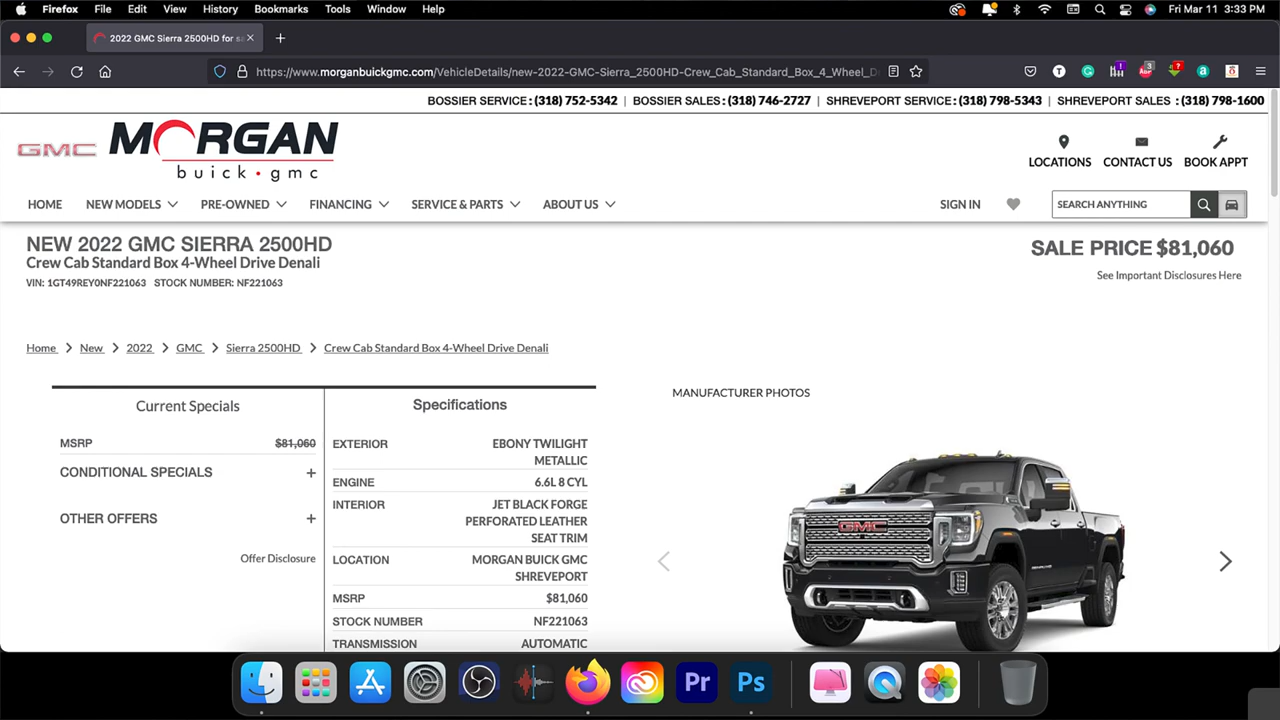 Firefox File Edit View History Bookmarks Tools Window Help Fri Mar 11 3:33 PM
2022 GMC Sierra 2500HD for sa
https://www.morganbuickgmc.com/VehicleDetails/new-2022-GMC-Sierra_2500HD-Crew_Cab_Standard_Box_4_Wheel_D
BOSSIER SERVICE : (318) 752-5342 | BOSSIER SALES : (318) 746-2727 | SHREVEPORT SERVICE : (318) 798-5343 | SHREVEPORT SALES : (318) 798-1600
GMC MORGAN
buick • gmc
LOCATIONS CONTACT US BOOK APPT
HOME NEW MODELS PRE-OWNED FINANCING SERVICE & PARTS ABOUT US SIGN IN SEARCH ANYTHING
NEW 2022 GMC SIERRA 2500HD
Crew Cab Standard Box 4-Wheel Drive Denali
VIN: 1GT49REY0NF221063 STOCK NUMBER: NF221063
SALE PRICE $81,060
See Important Disclosures Here
Home > New > 2022 > GMC > Sierra 2500HD > Crew Cab Standard Box 4-Wheel Drive Denali
Current Specials
MSRP $81,060
CONDITIONAL SPECIALS +
OTHER OFFERS +
Offer Disclosure
Specifications
EXTERIOR EBONY TWILIGHT
METALLIC
ENGINE 6.6L 8 CYL
INTERIOR JET BLACK FORGE
PERFORATED LEATHER
SEAT TRIM
LOCATION MORGAN BUICK GMC
SHREVEPORT
MSRP $81,060
STOCK NUMBER NF221063
TRANSMISSION AUTOMATIC
MANUFACTURER PHOTOS
GMC
Pr Ps